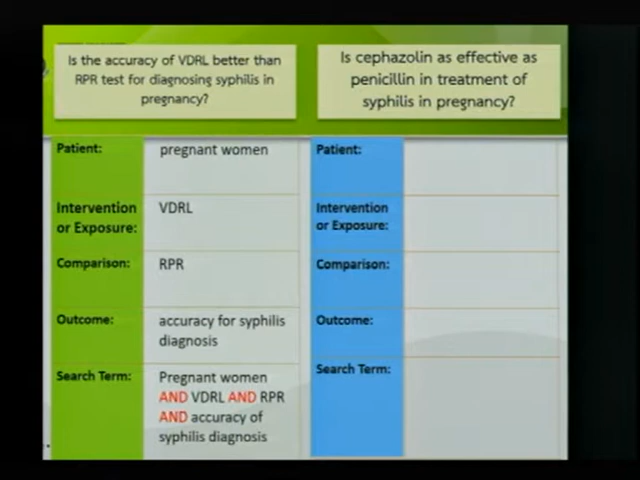 Is the accuracy of VDRL better than
RPR test for diagnosing syphilis in
pregnancy?
Is cephazolin as effective as
penicillin in treatment of
syphilis in pregnancy?
Patient:
pregnant women
Intervention
or Exposure:
VDRL
Comparison:
RPR
Outcome:
accuracy for syphilis
diagnosis
Search Term:
Pregnant women
AND VDRL AND RPR
AND accuracy of
syphilis diagnosis
Patient:
Intervention
or Exposure:
Comparison:
Outcome:
Search Term: